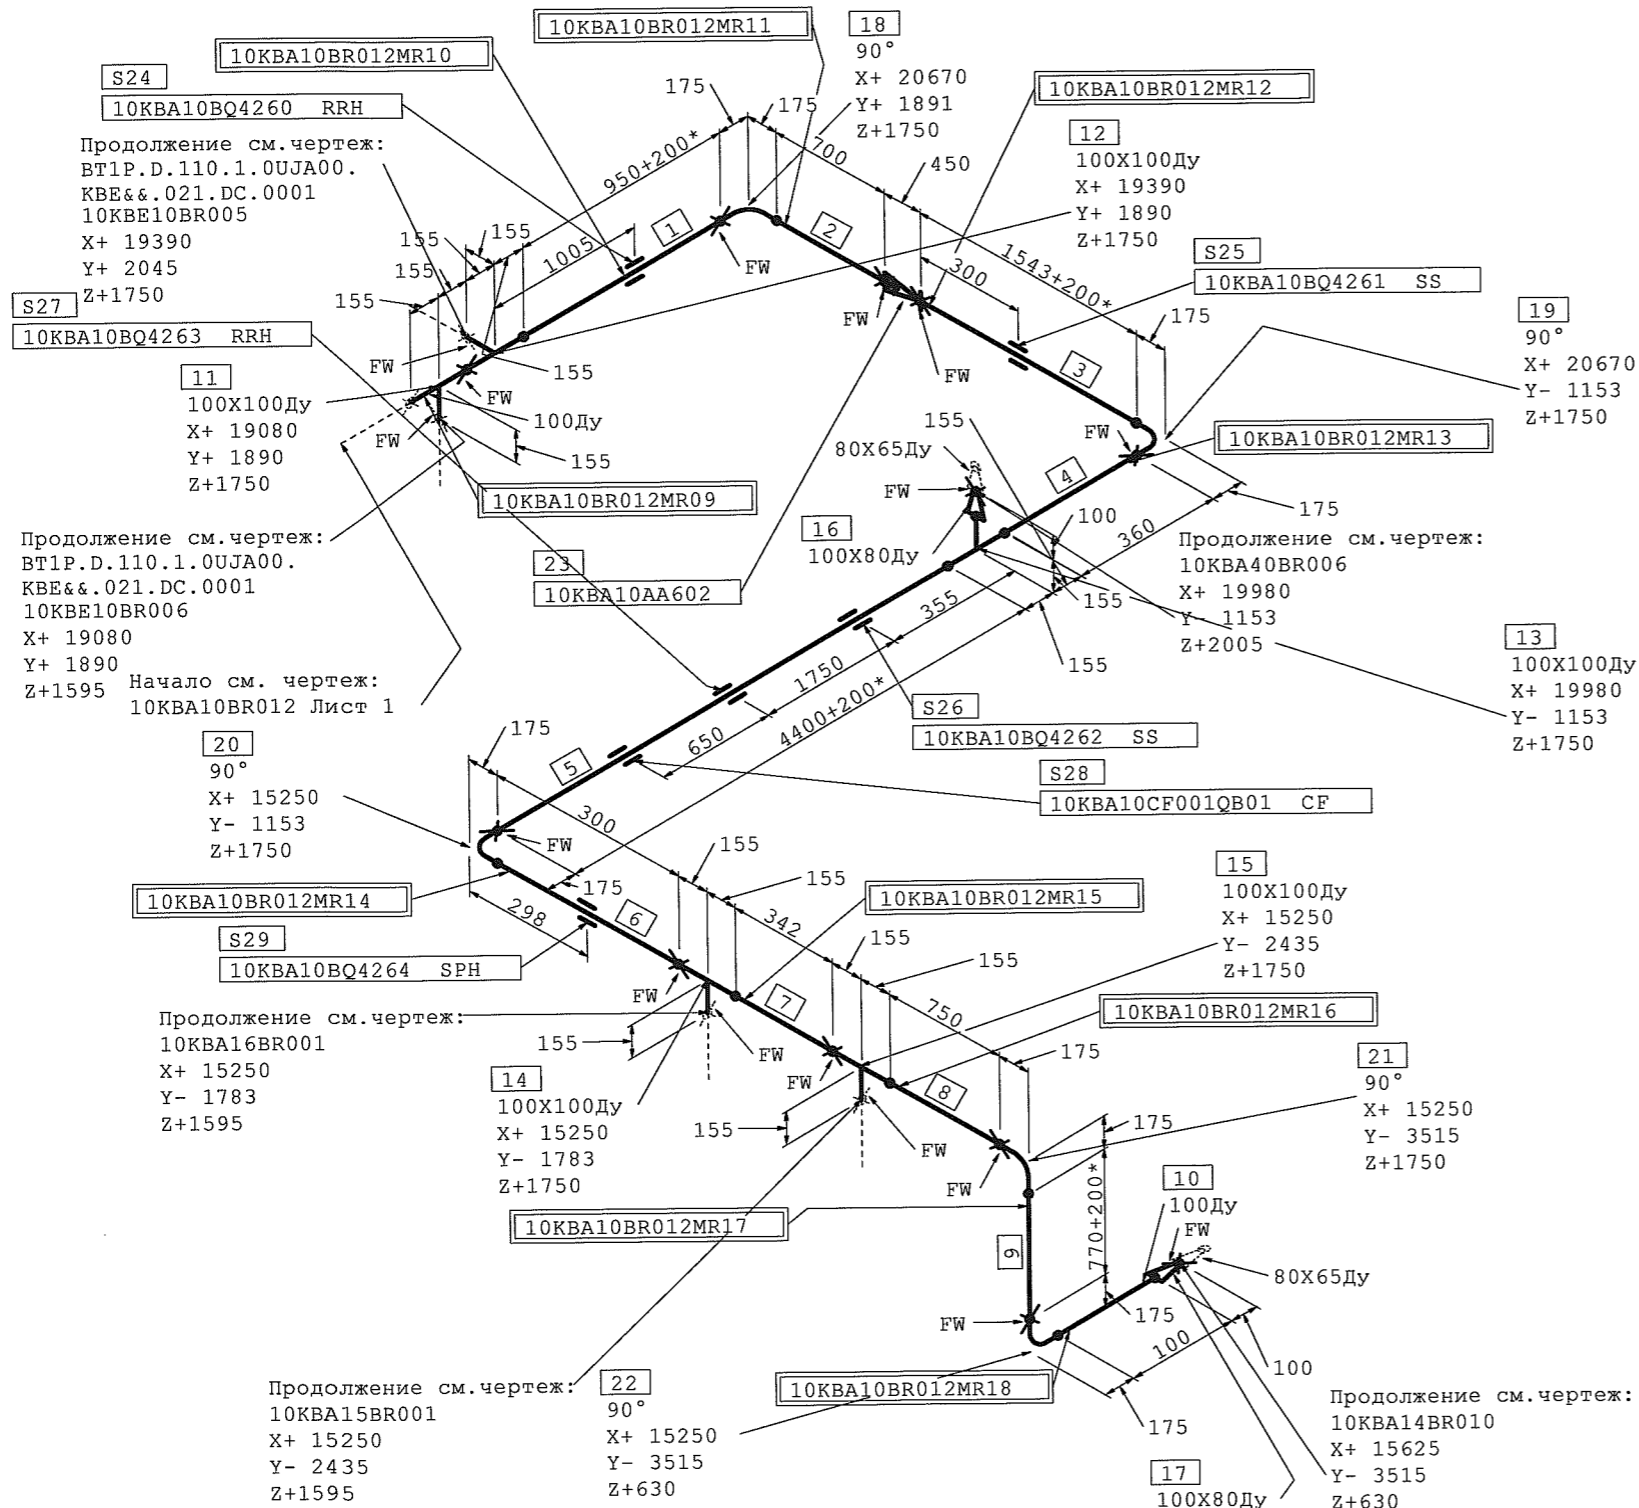 10KBA10BR012MR11
18
90°
X+ 20670
Y+ 1891
Z+1750
10KBA10BR012MR10
S24
10KBA10BQ4260 RRH
10KBA10BR012MR12
175
175
700
450
12
100X100Ду
X+ 19390
Y+ 1890
Z+1750
Продолжение см.чертеж:
BT1P.D.110.1.0UJA00.
KBE&&.021.DC.0001
10KBE10BR005
X+ 19390
Y+ 2045
Z+1750
950+200*
1005
155
155
155
155
1
2
FW
1543+200*
300
S25
10KBA10BQ4261 SS
175
S27
10KBA10BQ4263 RRH
19
90°
X+ 20670
Y- 1153
Z+1750
FW
FW
3
FW
155
FW
11
100X100Ду
X+ 19080
Y+ 1890
Z+1750
100Ду
FW
155
155
FW
10KBA10BR012MR13
80X65Ду
4
FW
10KBA10BR012MR09
175
16
100X80Ду
100
360
Продолжение см.чертеж:
10KBA40BR006
X+ 19980
Y- 1153
Z+2005
Продолжение см.чертеж:
BT1P.D.110.1.0UJA00.
KBE&&.021.DC.0001
10KBE10BR006
X+ 19080
Y+ 1890
Z+1595
23
10KBA10AA602
355
155
155
13
100X100Ду
X+ 19980
Y- 1153
Z+1750
Начало см. чертеж:
10KBA10BR012 Лист 1
1750
4400+200*
650
S26
10KBA10BQ4262 SS
175
20
90°
X+ 15250
Y- 1153
Z+1750
5
S28
10KBA10CF001QB01 CF
300
FW
155
155
15
100X100Ду
X+ 15250
Y- 2435
Z+1750
10KBA10BR012MR14
175
10KBA10BR012MR15
298
6
342
155
155
S29
10KBA10BQ4264 SPH
FW
7
750
10KBA10BR012MR16
Продолжение см.чертеж:
10KBA16BR001
X+ 15250
Y- 1783
Z+1595
155
FW
175
14
100X100Ду
X+ 15250
Y- 1783
Z+1750
FW
8
21
90°
X+ 15250
Y- 3515
Z+1750
155
FW
175
FW
10
100Ду
FW
10KBA10BR012MR17
9
770+200*
80X65Ду
FW
175
100
100
Продолжение см.чертеж:
10KBA15BR001
X+ 15250
Y- 2435
Z+1595
22
90°
X+ 15250
Y- 3515
Z+630
10KBA10BR012MR18
175
17
100X80Ду
Продолжение см.чертеж:
10KBA14BR010
X+ 15625
Y- 3515
Z+630